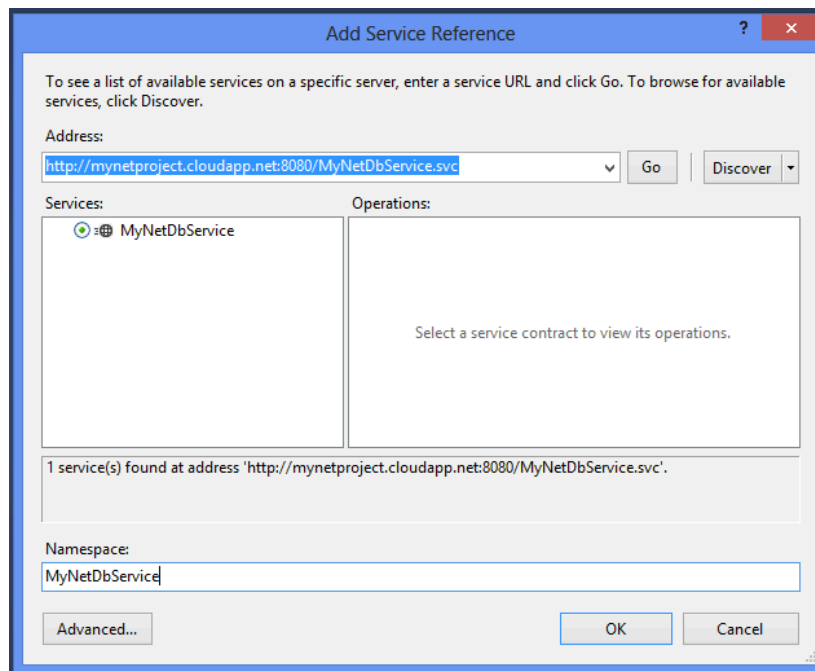 Add Service Reference
?
To see a list of available services on a specific server, enter a service URL and click Go. To browse for available
services, click Discover.
Address:
http://mynetproject.cloudapp.net:8080/MyNetDbService.svc
Go
Discover
Services:
Operations:
MyNetDbService
Select a service contract to view its operations.
1 service(s) found at address 'http://mynetproject.cloudapp.net:8080/MyNetDbService.svc'.
Namespace:
MyNetDbService
Advanced...
OK
Cancel